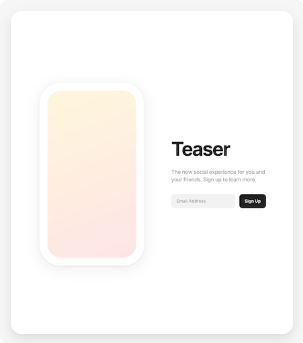 Teaser
The new social experience for you and
your friends. Sign up to learn more
Email Address
Sign Up